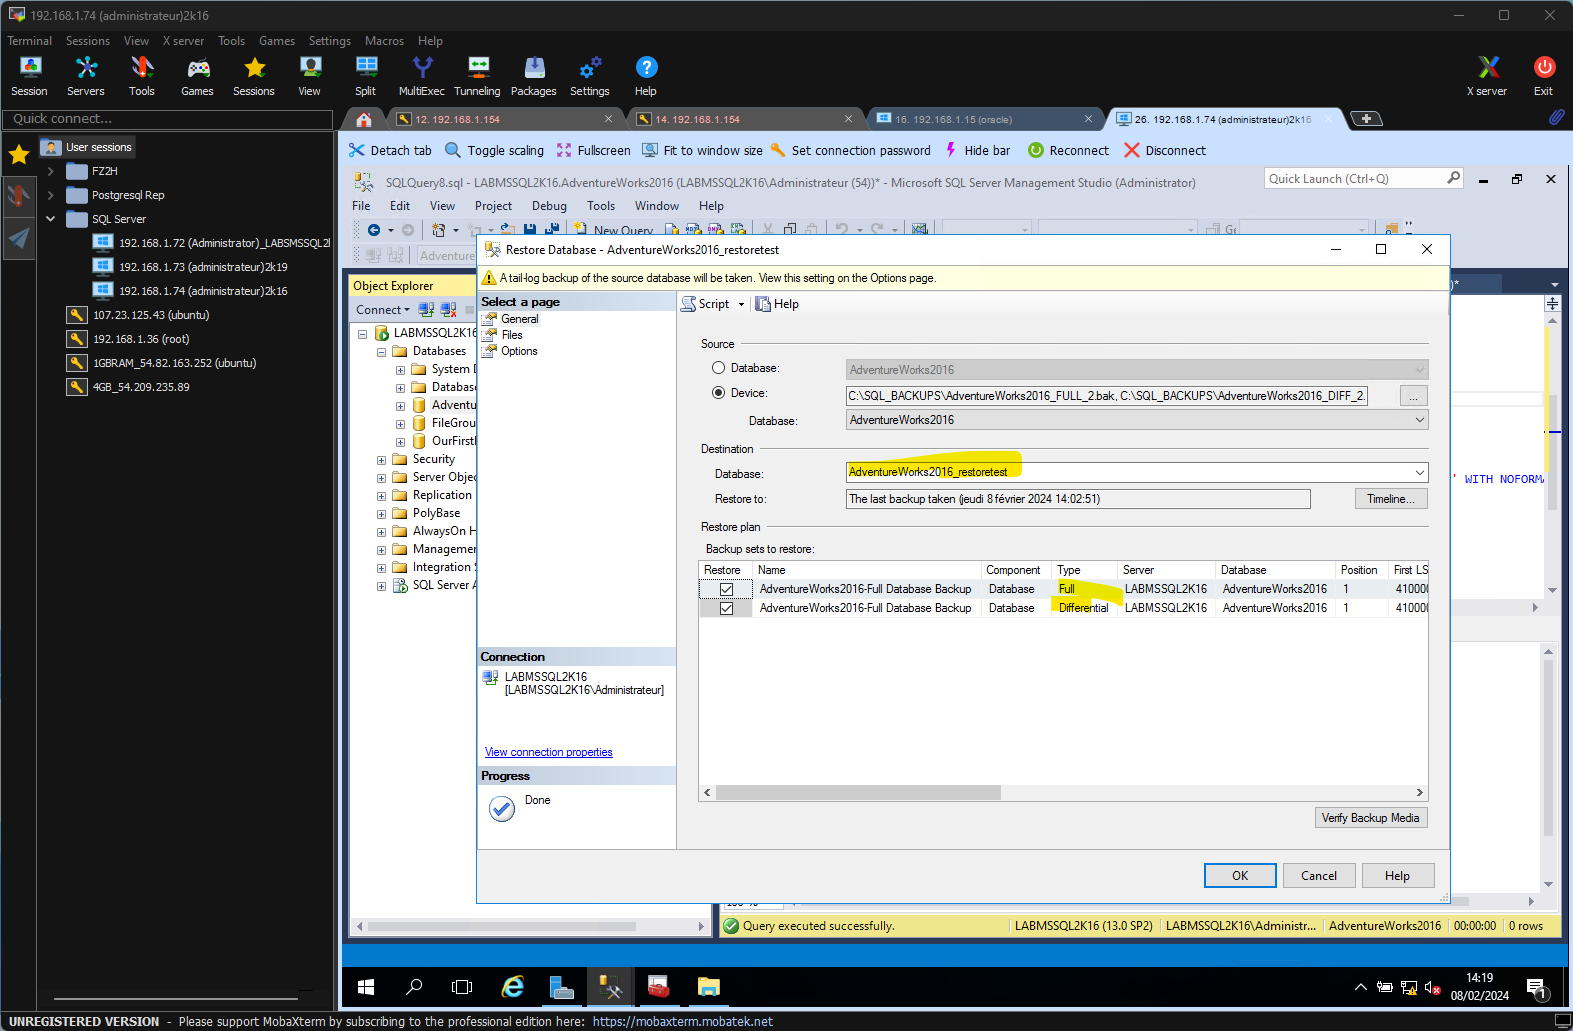 192.168.1.74 (administrateur)2k16
Terminal Sessions View X server Tools Games Settings Macros Help
Session Servers Tools Games Sessions View Split MultiExec Tunneling Packages Settings Help X server Exit
Quick connect...
12. 192.168.1.154
14. 192.168.1.154
16. 192.168.1.15 (oracle)
26. 192.168.1.74 (administrateur)2k16
User sessions
FZ2H
Postgresql Rep
SQL Server
192.168.1.72 (Administrator)_LABSMSSQL2
192.168.1.73 (administrateur)2k19
192.168.1.74 (administrateur)2k16
107.23.125.43 (ubuntu)
192.168.1.36 (root)
1GBRAM_54.82.163.252 (ubuntu)
4GB_54.209.235.89
Detach tab Toggle scaling Fullscreen Fit to window size Set connection password Hide bar Reconnect Disconnect
SQLQuery8.sql - LABMSSQL2K16.AdventureWorks2016 (LABMSSQL2K16\Administrateur (54))* - Microsoft SQL Server Management Studio (Administrator)
Quick Launch (Ctrl+Q)
File Edit View Project Debug Tools Window Help
New Query
Ge
Adventure
Object Explorer
Connect
LABMSSQL2K16
Databases
System D
Database
Adventu
FileGrou
OurFirst
Security
Server Objec
Replication
PolyBase
AlwaysOn H
Managemen
Integration S
SQL Server A
Restore Database - AdventureWorks2016_restoretest
A tail-log backup of the source database will be taken. View this setting on the Options page.
Select a page
General
Files
Options
Script Help
Source
Database: AdventureWorks2016
Device: C:\SQL_BACKUPS\AdventureWorks2016_FULL_2.bak, C:\SQL_BACKUPS\AdventureWorks2016_DIFF_2. ...
Database: AdventureWorks2016
Destination
Database: AdventureWorks2016_restoretest
Restore to: The last backup taken (jeudi 8 février 2024 14:02:51) Timeline...
Restore plan
Backup sets to restore:
Restore Name Component Type Server Database Position First LS
AdventureWorks2016-Full Database Backup Database Full LABMSSQL2K16 AdventureWorks2016 1 410000
AdventureWorks2016-Full Database Backup Database Differential LABMSSQL2K16 AdventureWorks2016 1 410000
Connection
LABMSSQL2K16
[LABMSSQL2K16\Administrateur]
View connection properties
Progress
Done
Verify Backup Media
OK Cancel Help
)*
' WITH NOFORMA
Query executed successfully. LABMSSQL2K16 (13.0 SP2) LABMSSQL2K16\Administr... AdventureWorks2016 00:00:00 0 rows
14:19
08/02/2024
1
UNREGISTERED VERSION - Please support MobaXterm by subscribing to the professional edition here: https://mobaxterm.mobatek.net